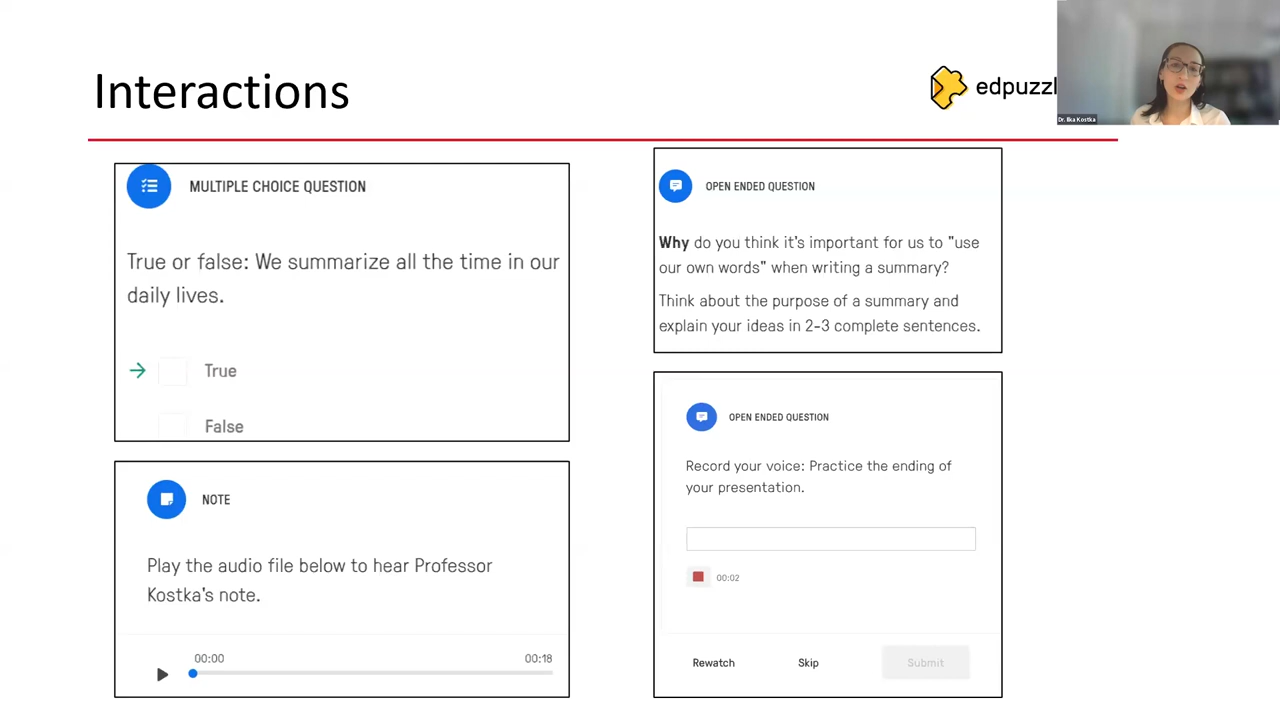 Interactions
edpuzzl
Dr. Ilka Kostka
MULTIPLE CHOICE QUESTION
True or false: We summarize all the time in our
daily lives.
True
False
NOTE
Play the audio file below to hear Professor
Kostka's note.
00:00 00:18
OPEN ENDED QUESTION
Why do you think it's important for us to "use
our own words" when writing a summary?
Think about the purpose of a summary and
explain your ideas in 2-3 complete sentences.
OPEN ENDED QUESTION
Record your voice: Practice the ending of
your presentation.
00:02
Rewatch Skip Submit